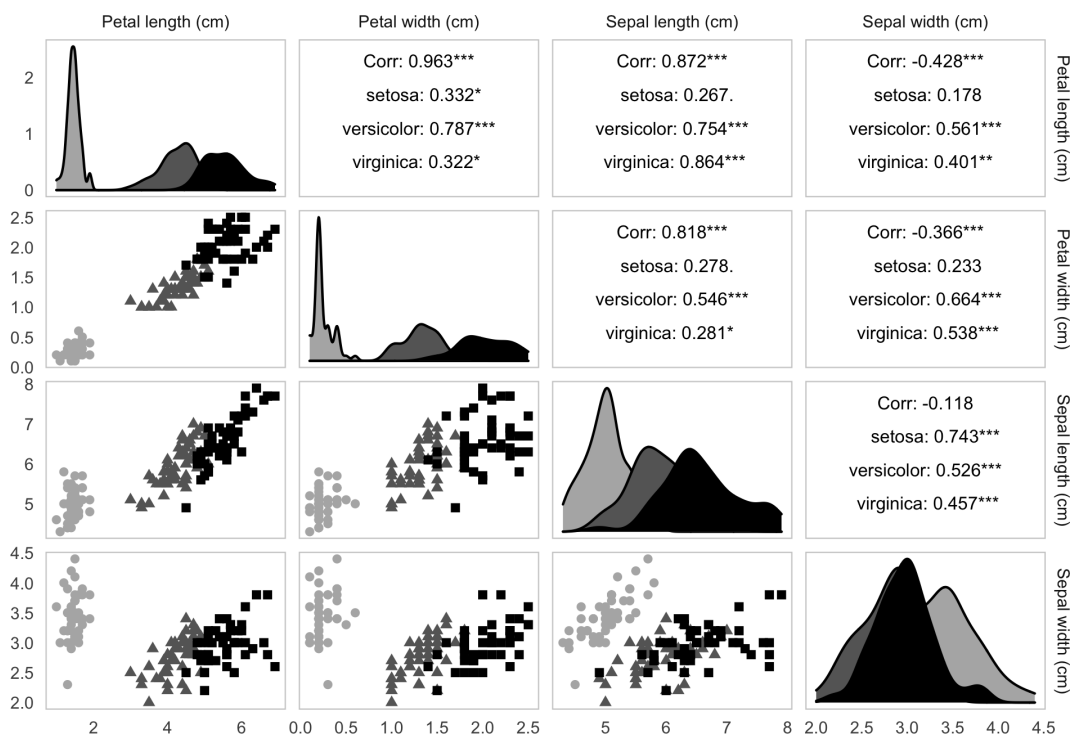 Petal length (cm)
Petal width (cm)
Sepal length (cm)
Sepal width (cm)
2
1
0
Corr: 0.963***
setosa: 0.332*
versicolor: 0.787***
virginica: 0.322*
Corr: 0.872***
setosa: 0.267.
versicolor: 0.754***
virginica: 0.864***
Corr: -0.428***
setosa: 0.178
versicolor: 0.561***
virginica: 0.401**
Petal length (cm)
2.5
2.0
1.5
1.0
0.5
0.0
Corr: 0.818***
setosa: 0.278.
versicolor: 0.546***
virginica: 0.281*
Corr: -0.366***
setosa: 0.233
versicolor: 0.664***
virginica: 0.538***
Petal width (cm)
8
7
6
5
Corr: -0.118
setosa: 0.743***
versicolor: 0.526***
virginica: 0.457***
Sepal length (cm)
4.5
4.0
3.5
3.0
2.5
2.0
Sepal width (cm)
2 4 6
0.0 0.5 1.0 1.5 2.0 2.5
5 6 7 8
2.0 2.5 3.0 3.5 4.0 4.5